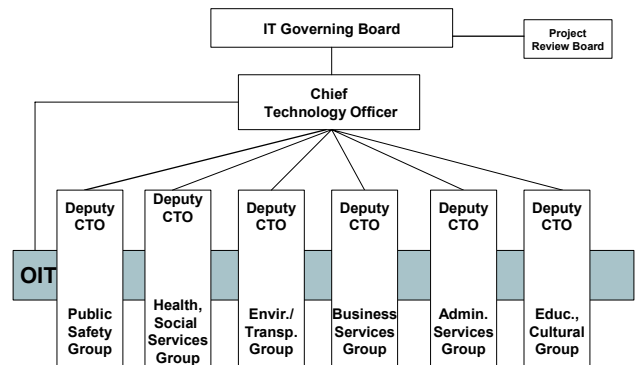 IT Governing Board
Project
Review Board
Chief
Technology Officer
Deputy
CTO
Deputy
CTO
Deputy
CTO
Deputy
CTO
Deputy
CTO
Deputy
CTO
OIT
Public
Safety
Group
Health,
Social
Services
Group
Envir./
Transp.
Group
Business
Services
Group
Admin.
Services
Group
Educ.,
Cultural
Group